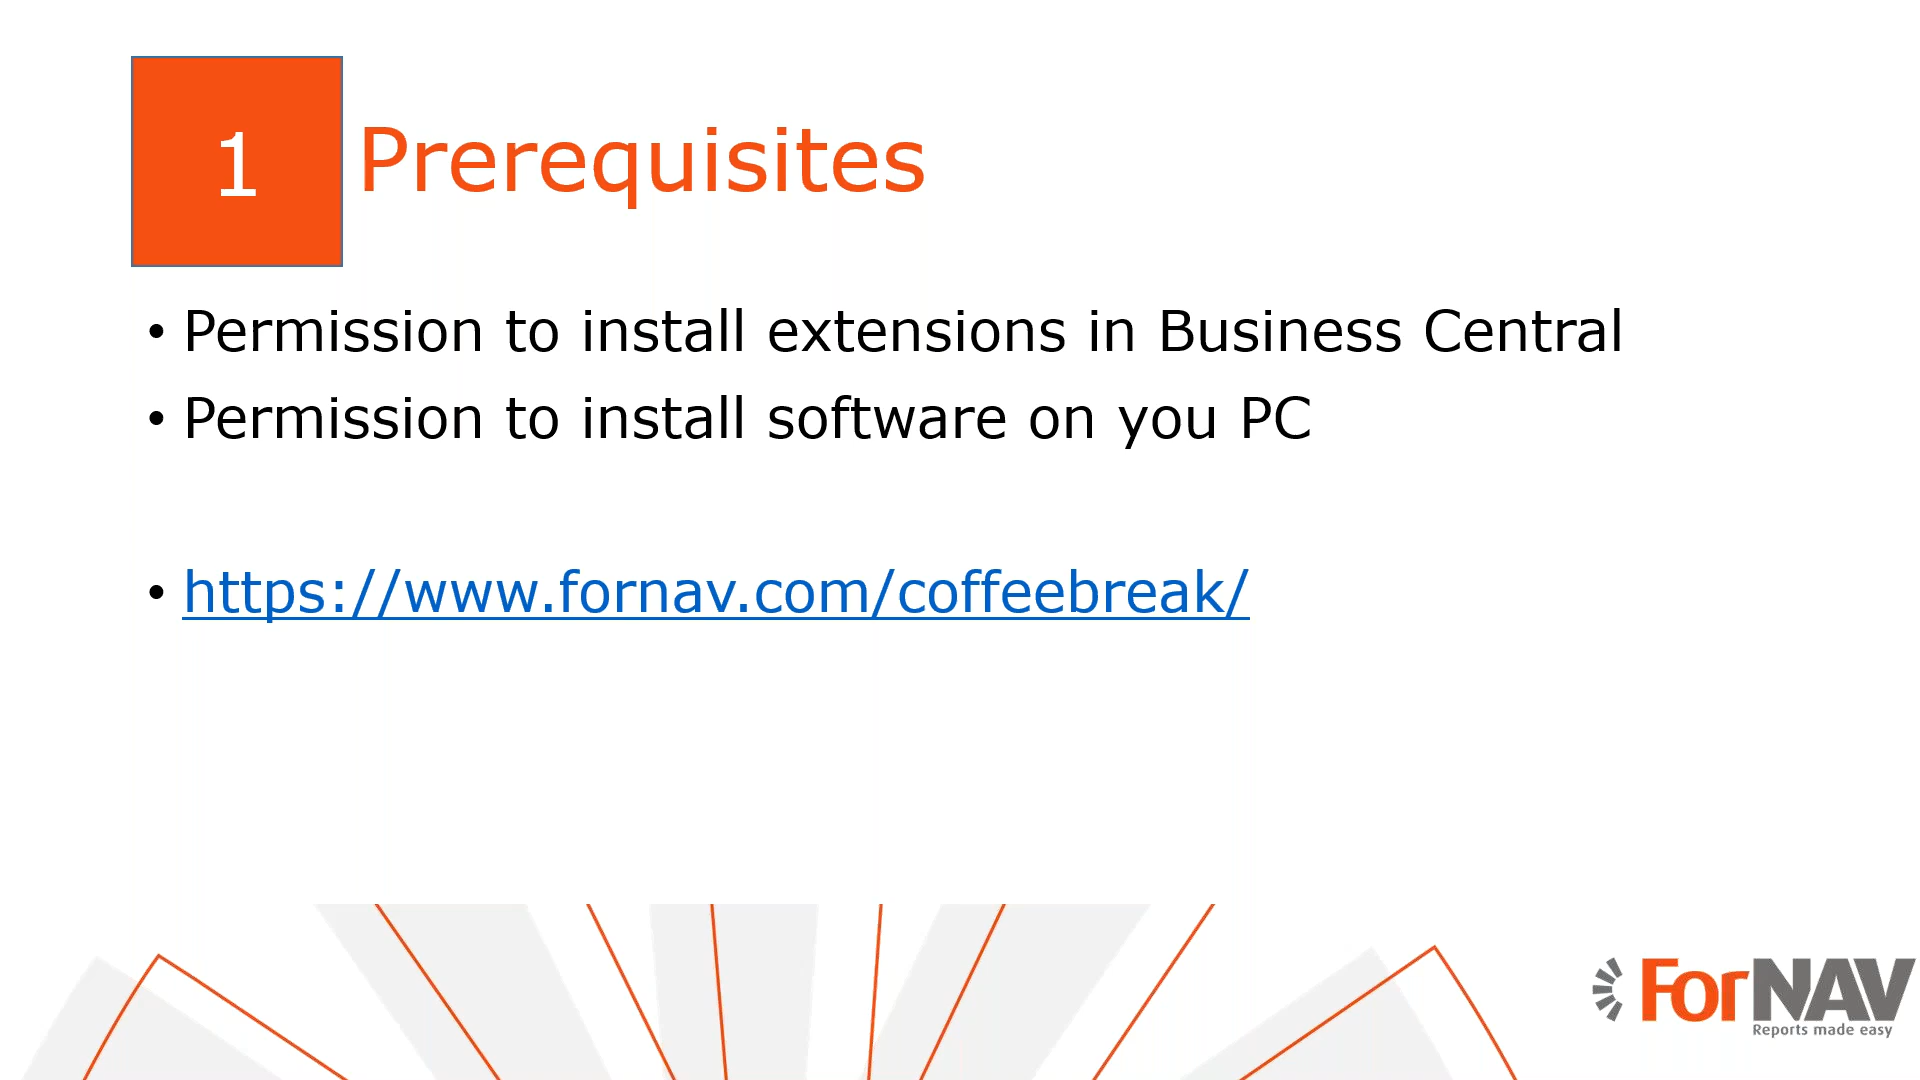 1
Prerequisites
• Permission to install extensions in Business Central
• Permission to install software on you PC
• https://www.fornav.com/coffeebreak/
ForNAV
Reports made easy